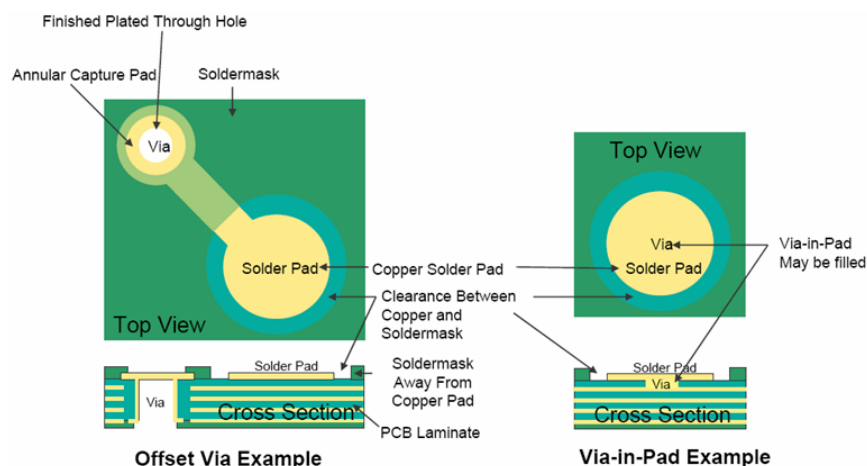 Finished Plated Through Hole
Annular Capture Pad
Soldermask
Via
Solder Pad
Top View
Copper Solder Pad
Clearance Between
Copper and
Soldermask
Top View
Via
Solder Pad
Via-in-Pad
May be filled
Solder Pad
Via
Cross Section
Soldermask
Away From
Copper Pad
PCB Laminate
Solder Pad
Via
Cross Section
Offset Via Example
Via-in-Pad Example